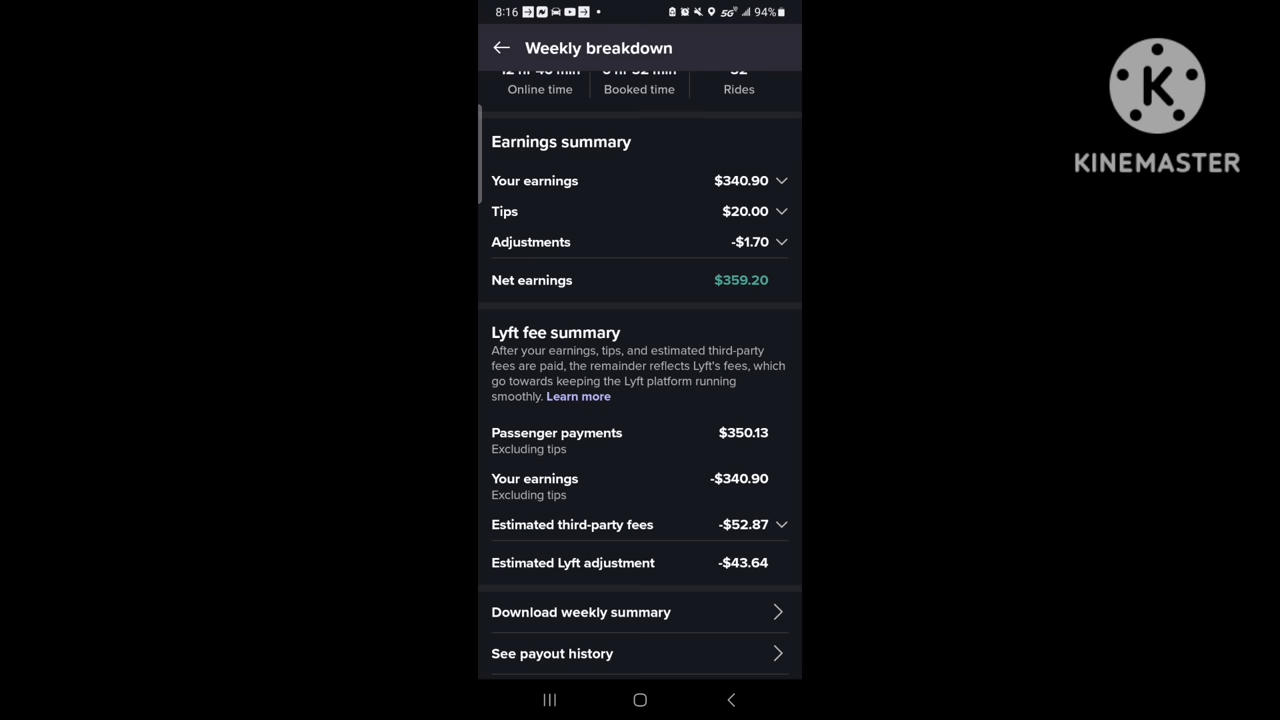 8:16 5G 94%
Weekly breakdown
Online time Booked time Rides
Earnings summary
Your earnings $340.90
Tips $20.00
Adjustments -$1.70
Net earnings $359.20
Lyft fee summary
After your earnings, tips, and estimated third-party
fees are paid, the remainder reflects Lyft's fees, which
go towards keeping the Lyft platform running
smoothly. Learn more
Passenger payments $350.13
Excluding tips
Your earnings -$340.90
Excluding tips
Estimated third-party fees -$52.87
Estimated Lyft adjustment -$43.64
Download weekly summary
See payout history
K
KINEMASTER